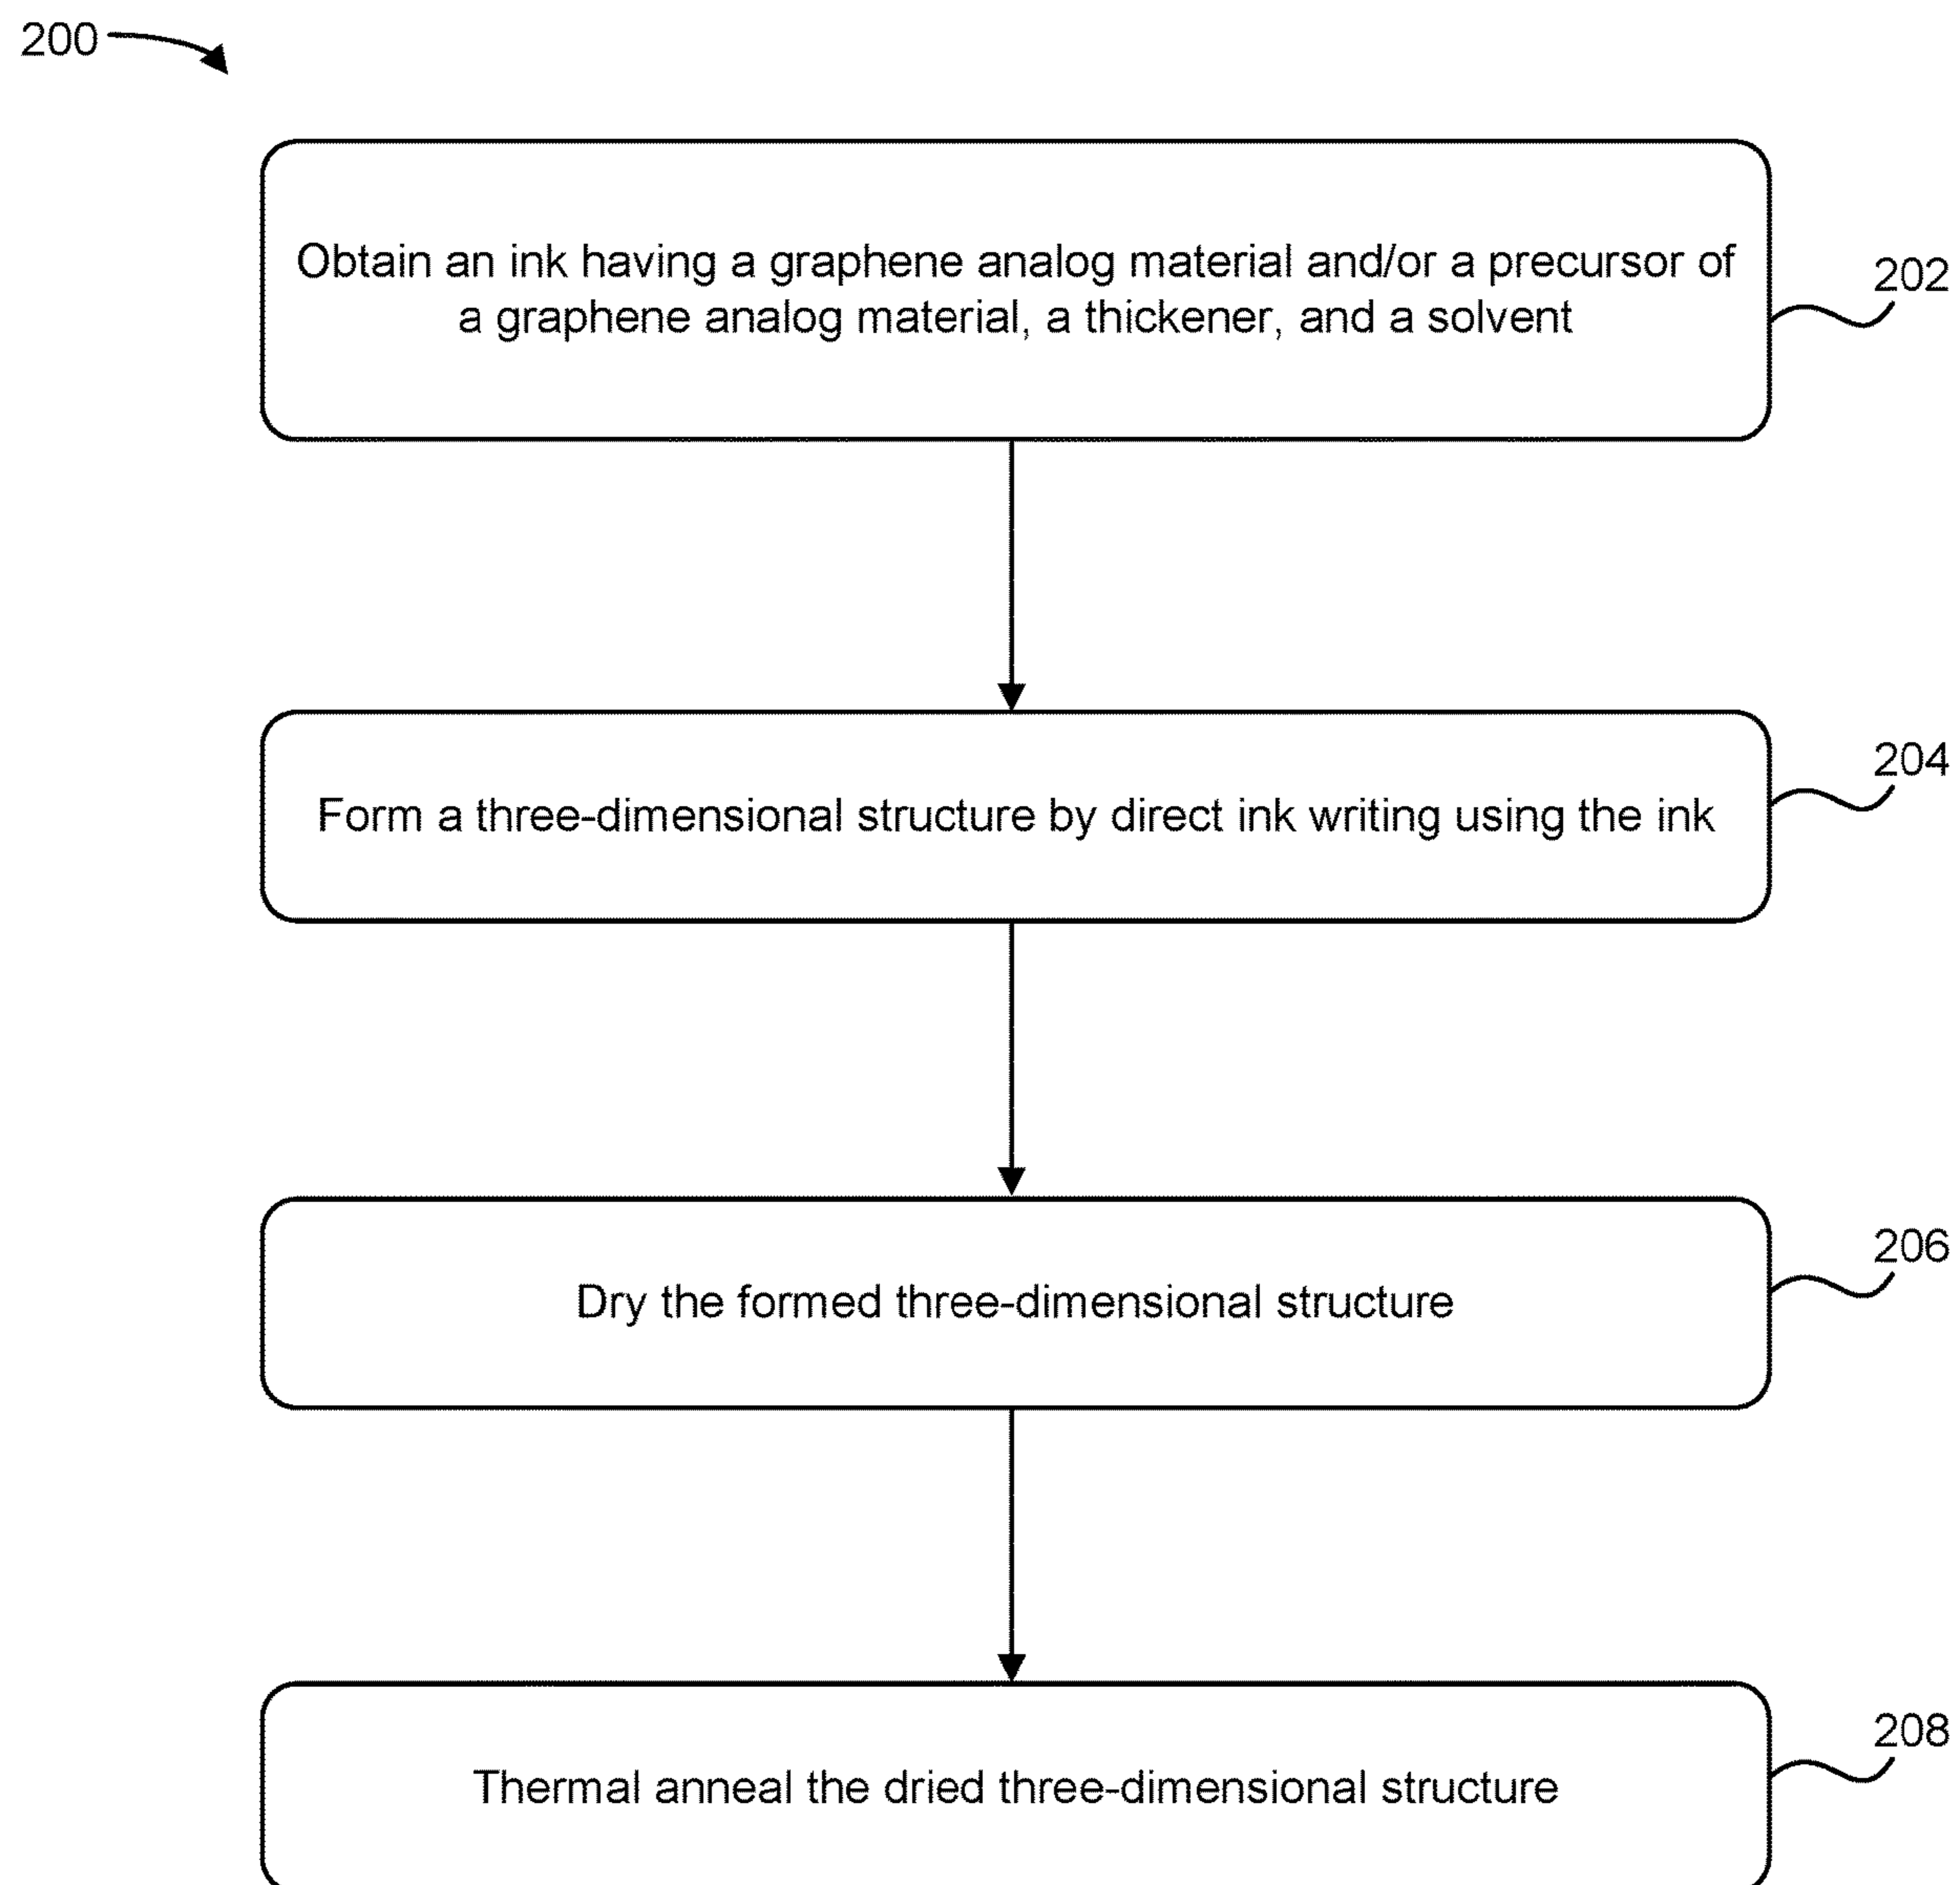 200
Obtain an ink having a graphene analog material and/or a precursor of
a graphene analog material, a thickener, and a solvent
202
Form a three-dimensional structure by direct ink writing using the ink
204
Dry the formed three-dimensional structure
206
Thermal anneal the dried three-dimensional structure
208